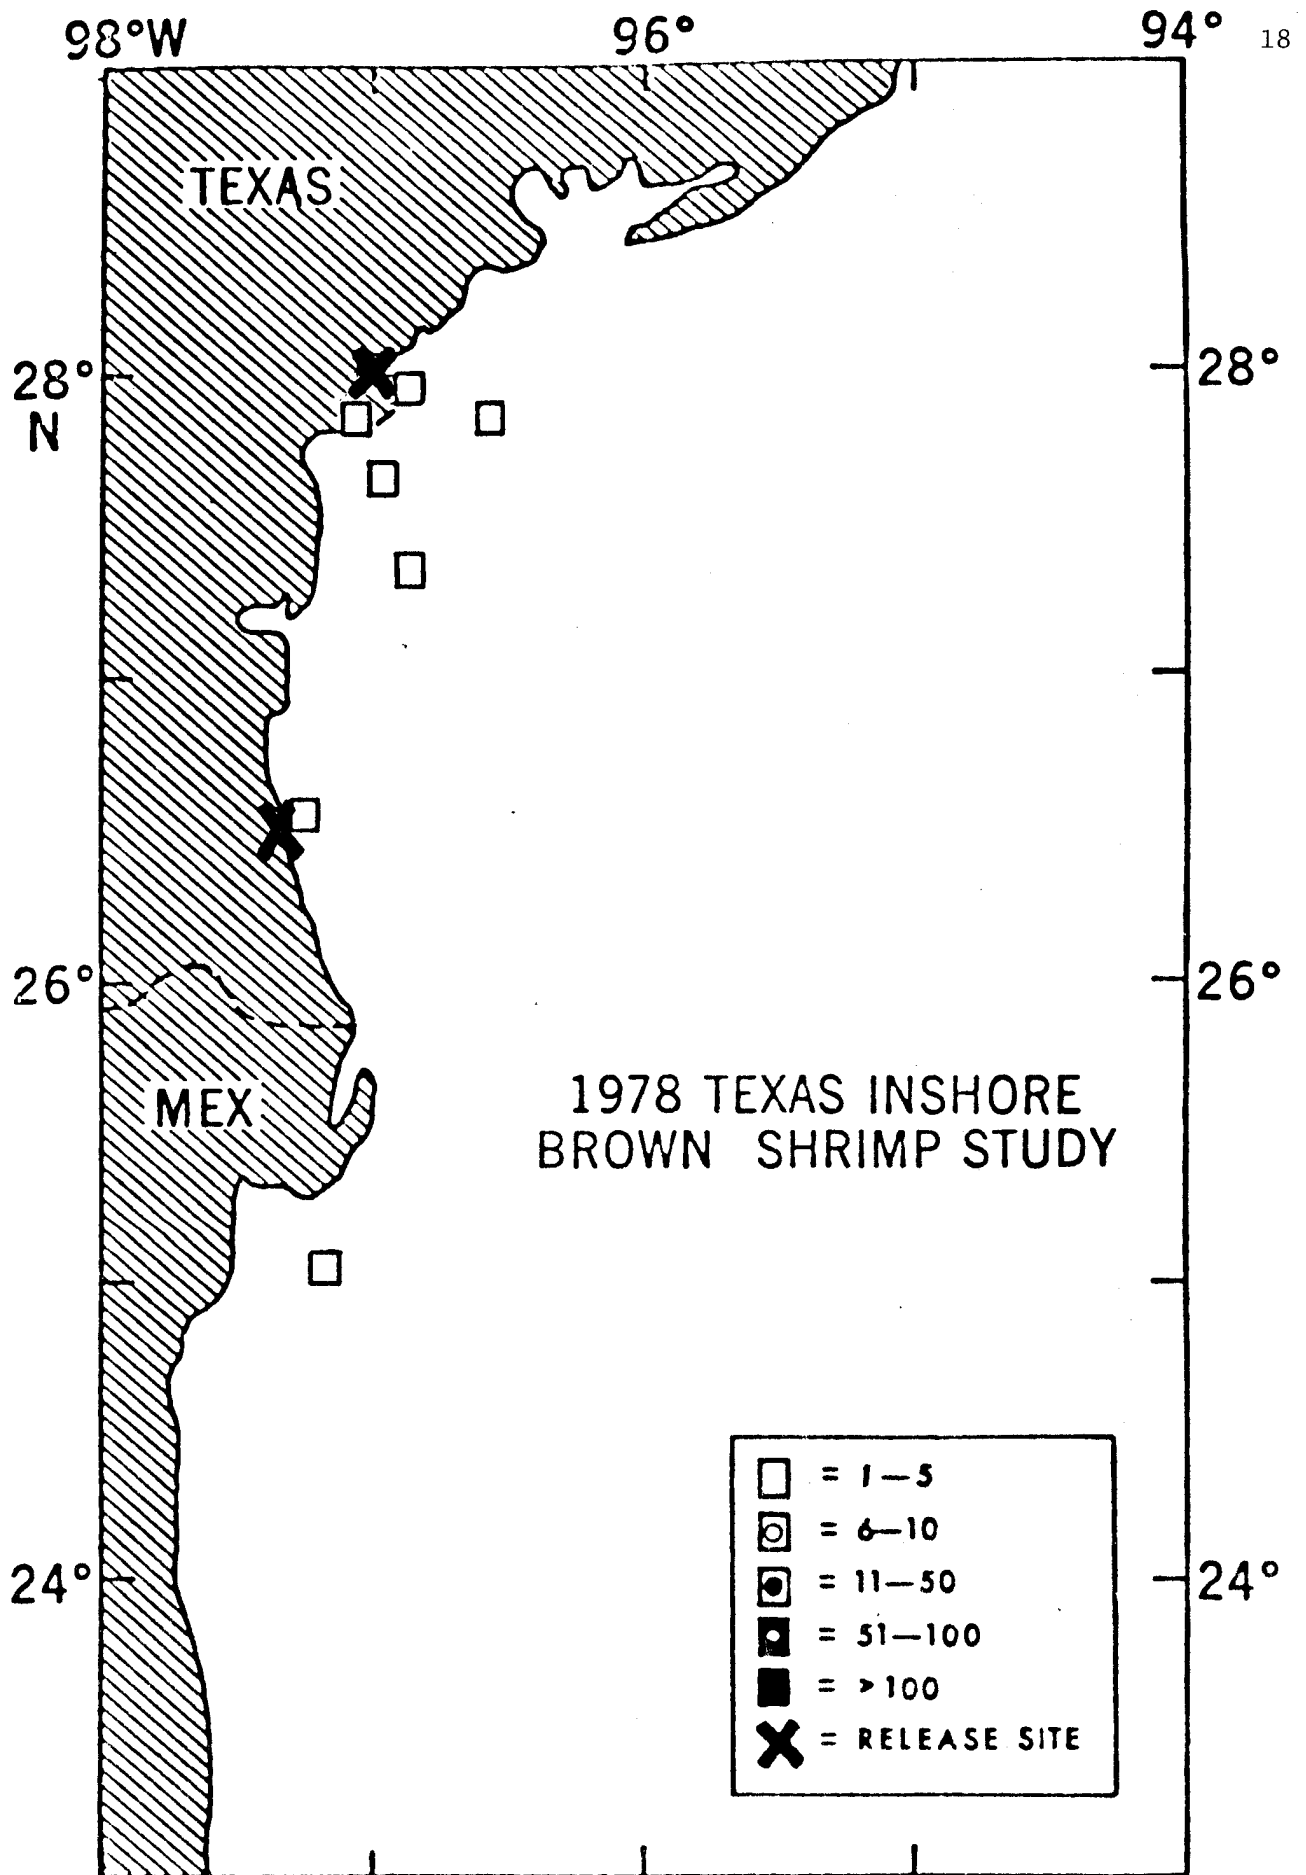 98°W 96° 94° 18
TEXAS
28° 28°
N
26° 26°
MEX
1978 TEXAS INSHORE
BROWN SHRIMP STUDY
= 1—5
= 6—10
= 11—50
24° 24°
= 51—100
= >100
= RELEASE SITE